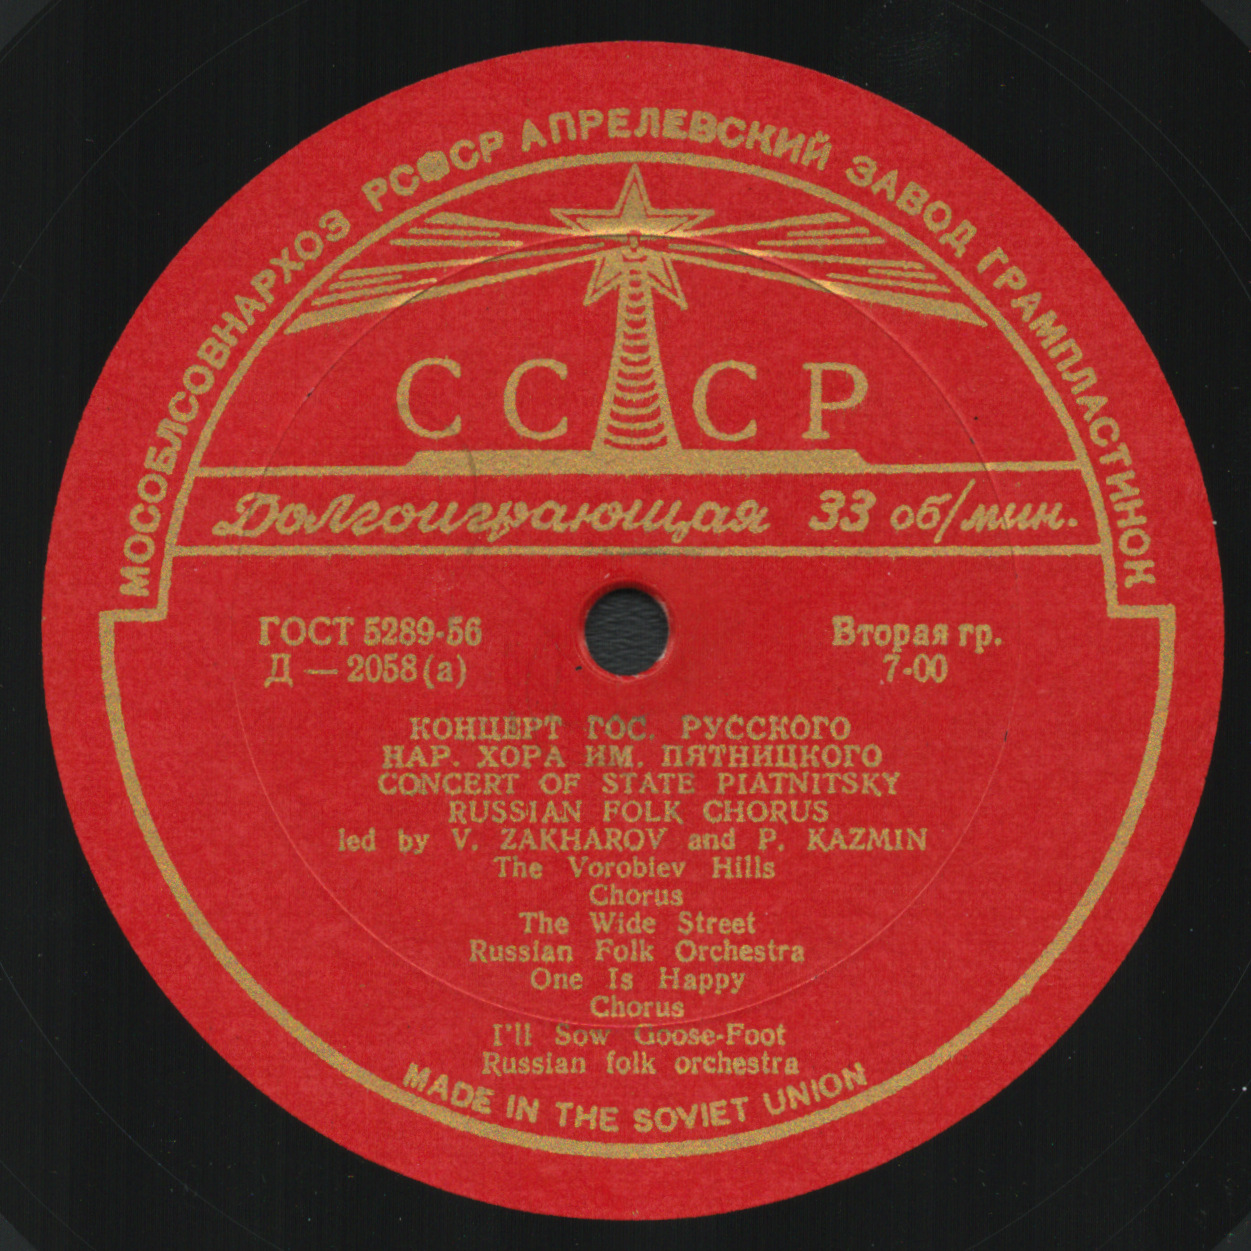 МОСОБЛСОВНАРХОЗ РСФСР АПРЕЛЕВСКИЙ ЗАВОД ГРАМПЛАСТИНОК
СССР
Долгоиграющая 33 об/мин.
ГОСТ 5289-56
Д — 2058 (а)
Вторая гр.
7-00
КОНЦЕРТ ГОС. РУССКОГО
НАР. ХОРА ИМ. ПЯТНИЦКОГО
CONCERT OF STATE PIATNITSKY
RUSSIAN FOLK CHORUS
led by V. ZAKHAROV and P. KAZMIN
The Vorobiev Hills
Chorus
The Wide Street
Russian Folk Orchestra
One Is Happy
Chorus
I'll Sow Goose-Foot
Russian folk orchestra
MADE IN THE SOVIET UNION